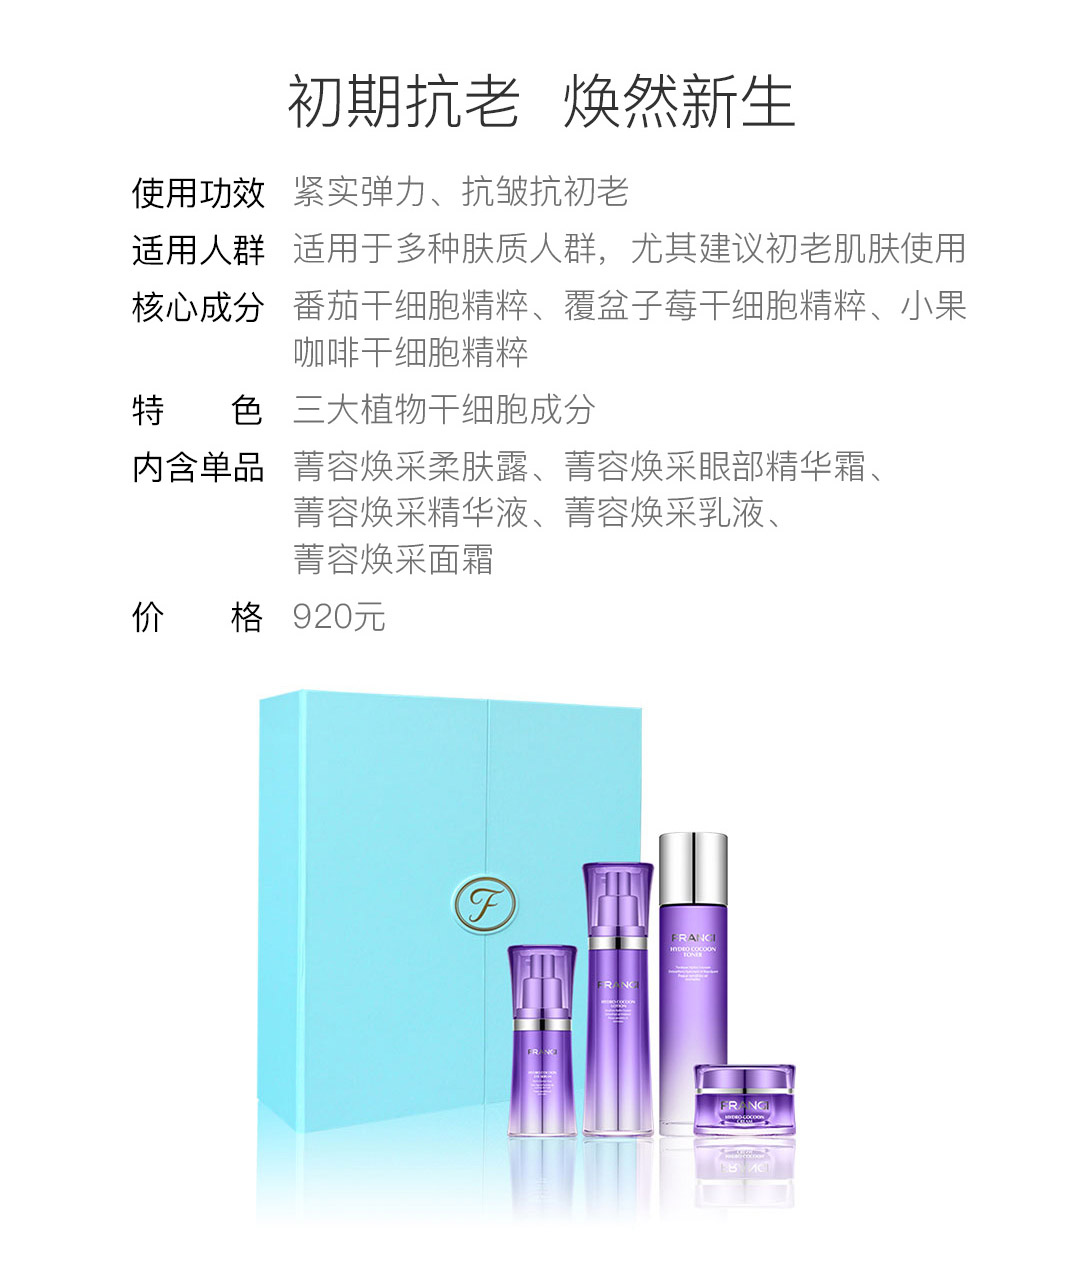 初期抗老 焕然新生
使用功效 紧实弹力、抗皱抗初老
适用人群 适用于多种肤质人群，尤其建议初老肌肤使用
核心成分 番茄干细胞精粹、覆盆子莓干细胞精粹、小果
咖啡干细胞精粹
特 色 三大植物干细胞成分
内含单品 菁容焕采柔肤露、菁容焕采眼部精华霜、
菁容焕采精华液、菁容焕采乳液、
菁容焕采面霜
价 格 920元
F
FRANCI
HYDRO COCOON
TONER
FRANCI
HYDRO COCOON
LOTION
FRANCI
FRANCI
HYDRO COCOON
CREAM